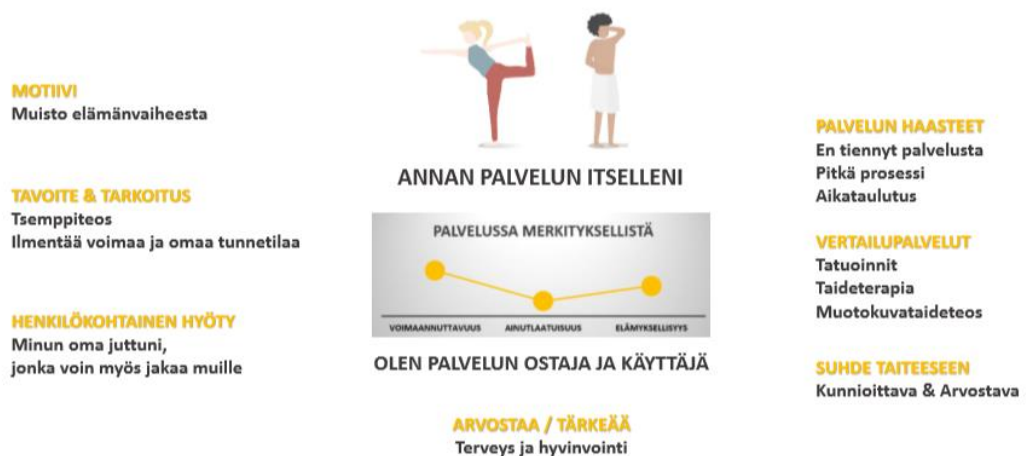 MOTIIVI
Muisto elämänvaiheesta
TAVOITE & TARKOITUS
Tsemppiteos
Ilmentää voimaa ja omaa tunnetilaa
HENKILÖKOHTAINEN HYÖTY
Minun oma juttuni,
jonka voin myös jakaa muille
ANNAN PALVELUN ITSELLENI
PALVELUSSA MERKITYKSELLISTÄ
VOIMAANNUTTAVUUS AINUTLAATUISUUS ELÄMYKSELLISYYS
OLEN PALVELUN OSTAJA JA KÄYTTÄJÄ
ARVOSTAA / TÄRKEÄÄ
Terveys ja hyvinvointi
PALVELUN HAASTEET
En tiennyt palvelusta
Pitkä prosessi
Aikataulutus
VERTAILUPALVELUT
Tatuoinnit
Taideterapia
Muotokuvataideteos
SUHDE TAITEESEEN
Kunnioittava & Arvostava